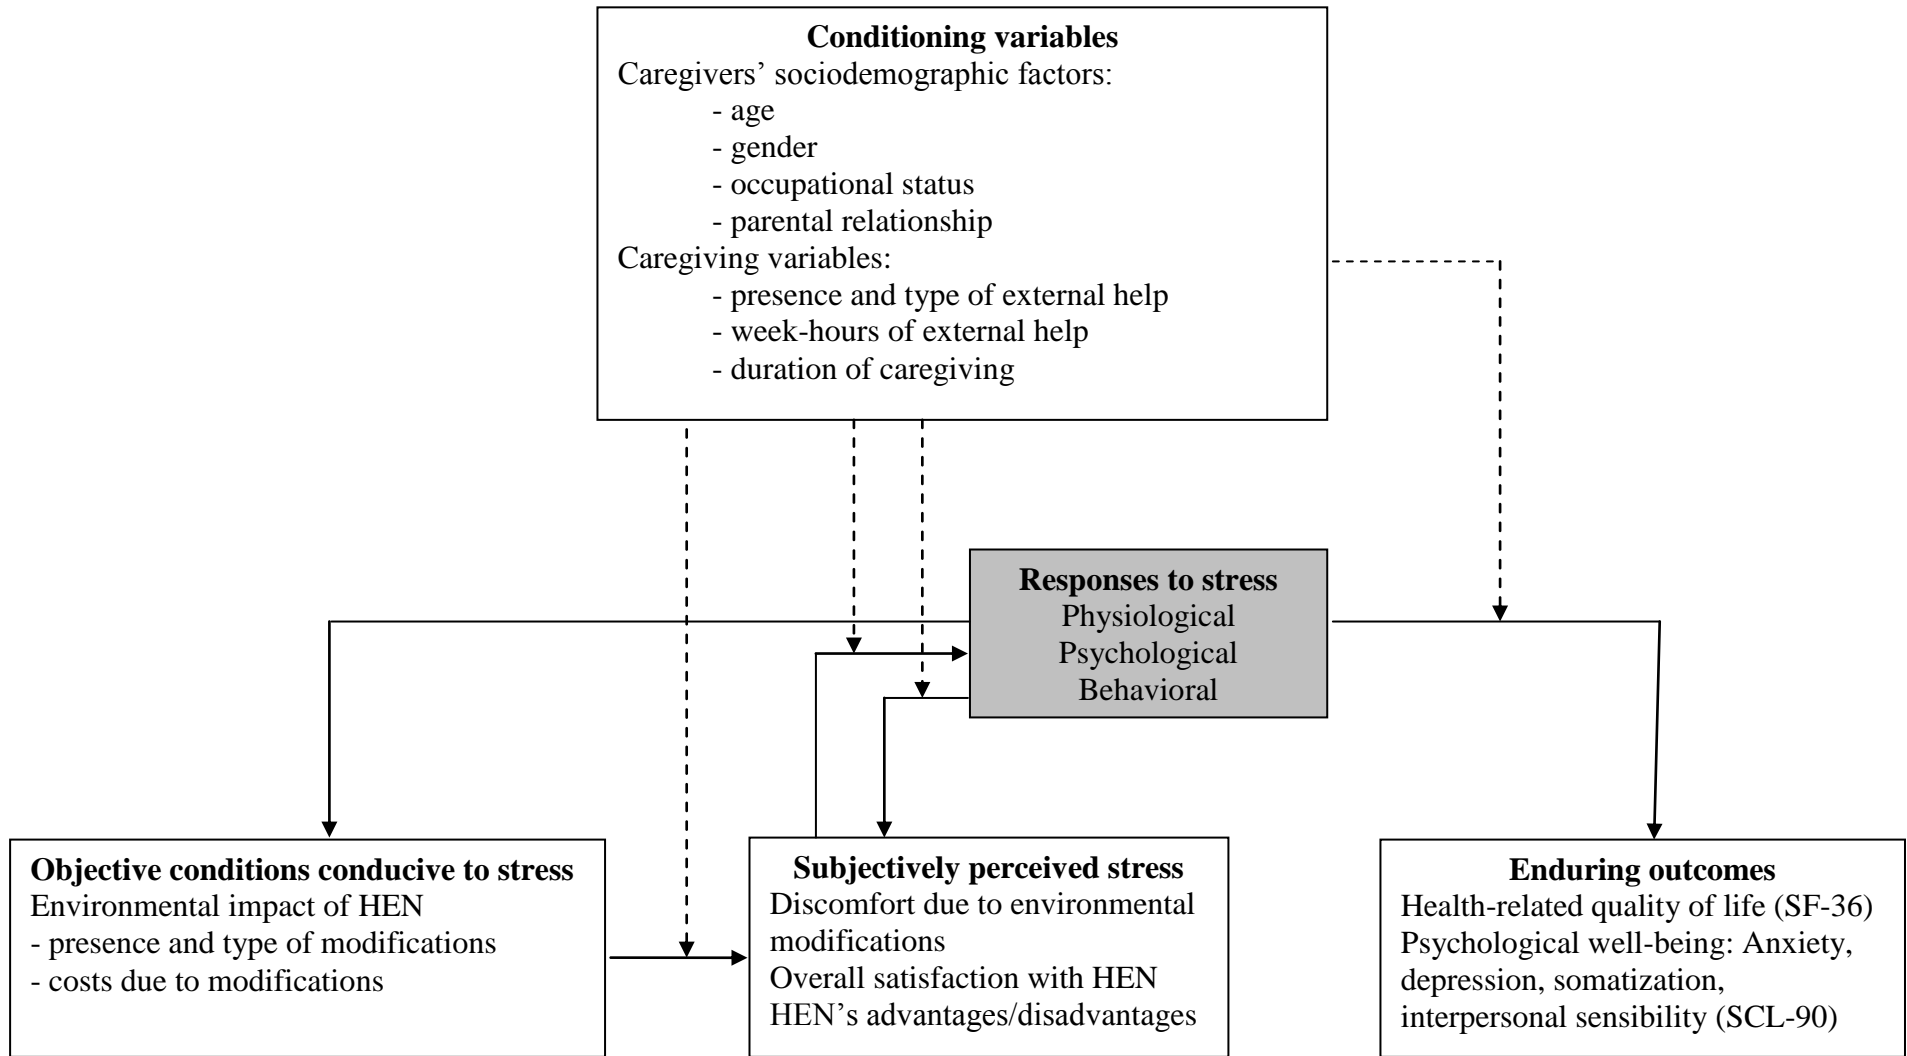 Conditioning variables
Caregivers’ sociodemographic factors:
- age
- gender
- occupational status
- parental relationship
Caregiving variables:
- presence and type of external help
- week-hours of external help
- duration of caregiving
Responses to stress
Physiological
Psychological
Behavioral
Objective conditions conducive to stress
Environmental impact of HEN
- presence and type of modifications
- costs due to modifications
Subjectively perceived stress
Discomfort due to environmental
modifications
Overall satisfaction with HEN
HEN’s advantages/disadvantages
Enduring outcomes
Health-related quality of life (SF-36)
Psychological well-being: Anxiety,
depression, somatization,
interpersonal sensibility (SCL-90)